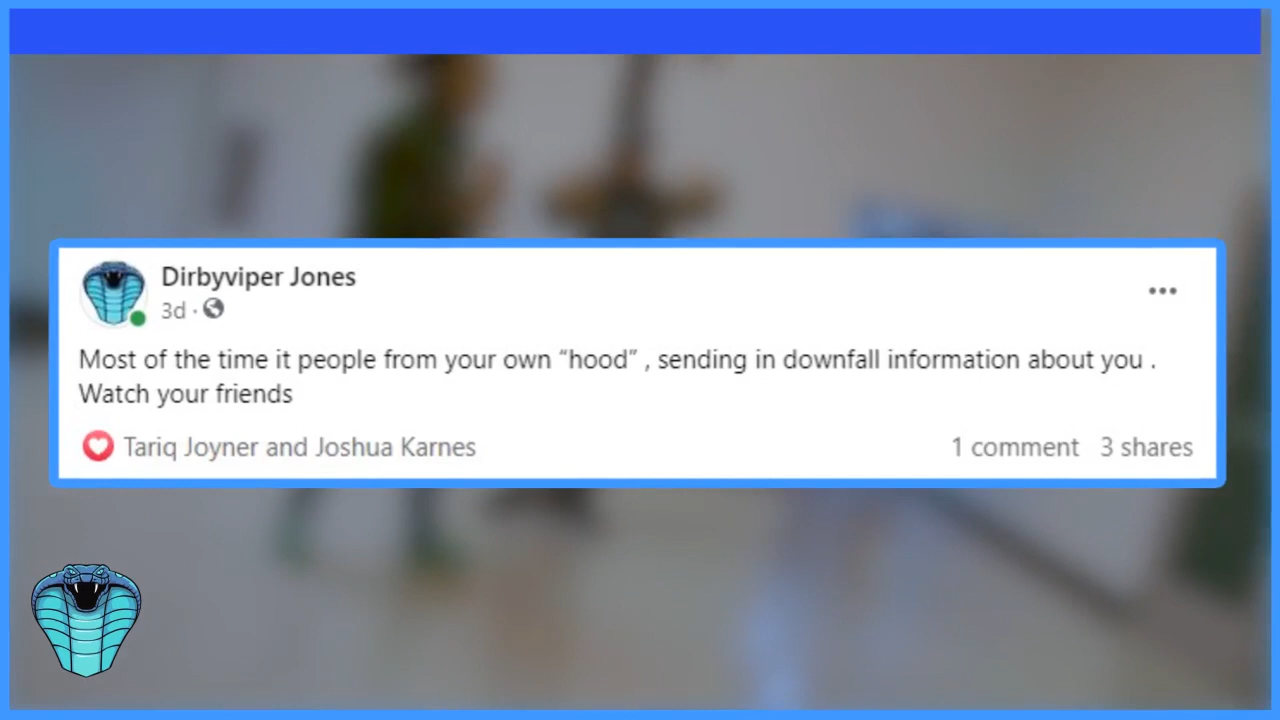 Dirbyviper Jones
3d ·
Most of the time it people from your own “hood” , sending in downfall information about you .
Watch your friends
Tariq Joyner and Joshua Karnes
1 comment 3 shares